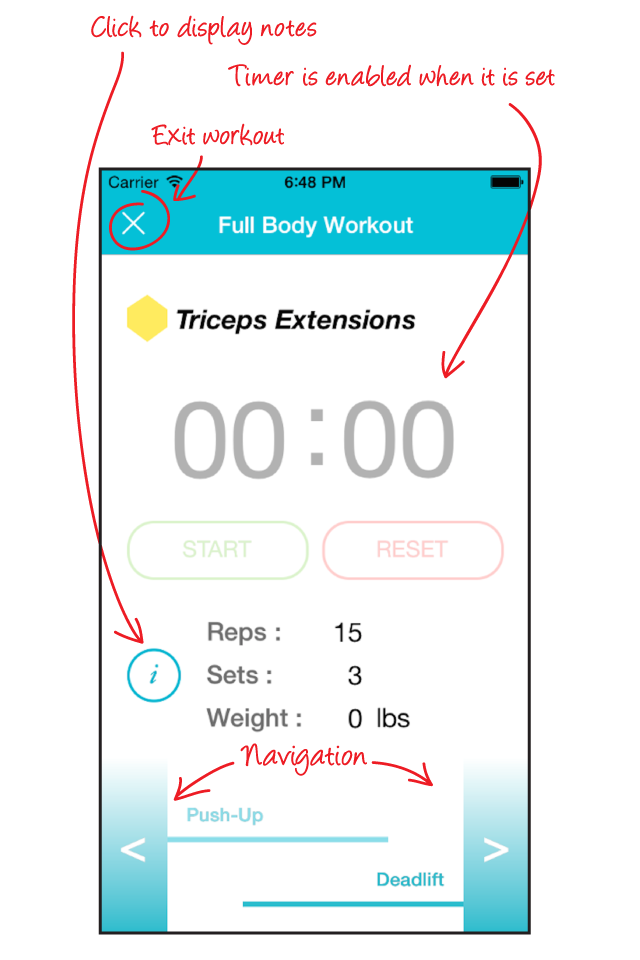 Click to display notes
Timer is enabled when it is set
Exit workout
Carrier 6:48 PM
Full Body Workout
Triceps Extensions
00:00
START RESET
Reps : 15
i Sets : 3
Weight : 0 lbs
Navigation
Push-Up
< >
Deadlift